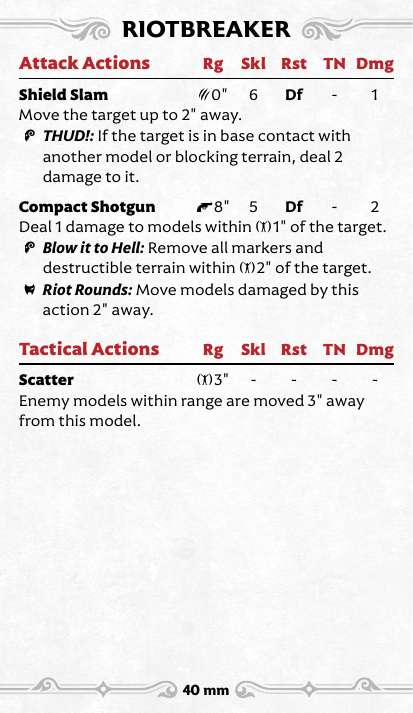 RIOTBREAKER
Attack Actions Rg Skl Rst TN Dmg
Shield Slam 0" 6 Df - 1
Move the target up to 2" away.
THUD!: If the target is in base contact with
another model or blocking terrain, deal 2
damage to it.
Compact Shotgun 8" 5 Df - 2
Deal 1 damage to models within 1" of the target.
Blow it to Hell: Remove all markers and
destructible terrain within 2" of the target.
Riot Rounds: Move models damaged by this
action 2" away.
Tactical Actions Rg Skl Rst TN Dmg
Scatter 3" - - - -
Enemy models within range are moved 3" away
from this model.
40 mm